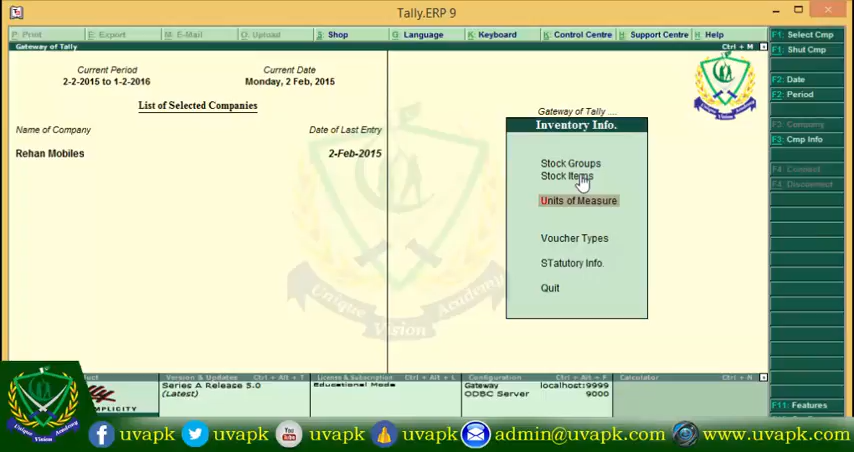 Tally.ERP 9
P: Print
E: Export
M: E-Mail
O: Upload
S: Shop
G: Language
K: Keyboard
K: Control Centre
H: Support Centre
H: Help
F1: Select Cmp
Gateway of Tally
Ctrl + M
F1: Shut Cmp
Current Period
Current Date
2-2-2015 to 1-2-2016
Monday, 2 Feb, 2015
F2: Date
F2: Period
List of Selected Companies
Gateway of Tally ....
Name of Company
Date of Last Entry
Inventory Info.
F3: Company
F3: Cmp Info
Rehan Mobiles
2-Feb-2015
Stock Groups
Stock Items
F4: Connect
F4: Disconnect
Units of Measure
Voucher Types
STatutory Info.
Quit
Unique
Vision
Academy
Version & Updates
Ctrl + Alt + T
License & Subscription
Ctrl + Alt + L
Configuration
Ctrl + Alt + F
Calculator
Ctrl + N
Series A Release 5.0
(Latest)
Educational Mode
Gateway
localhost:9999
ODBC Server
9000
F11: Features
Unique
Vision
Academy
uvapk
uvapk
uvapk
uvapk
admin@uvapk.com
www.uvapk.com